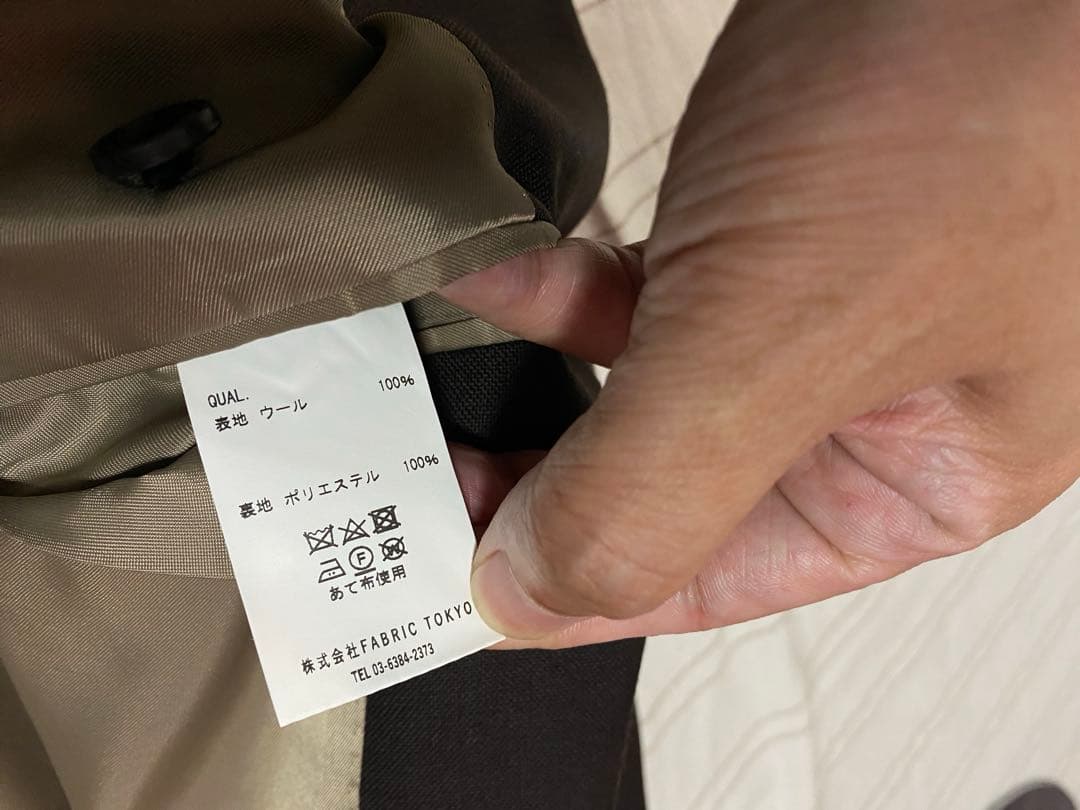 QUAL.
表地 ウール 100%
裏地 ポリエステル 100%
F W
あて布使用
株式会社FABRIC TOKYO
TEL 03-6384-2373